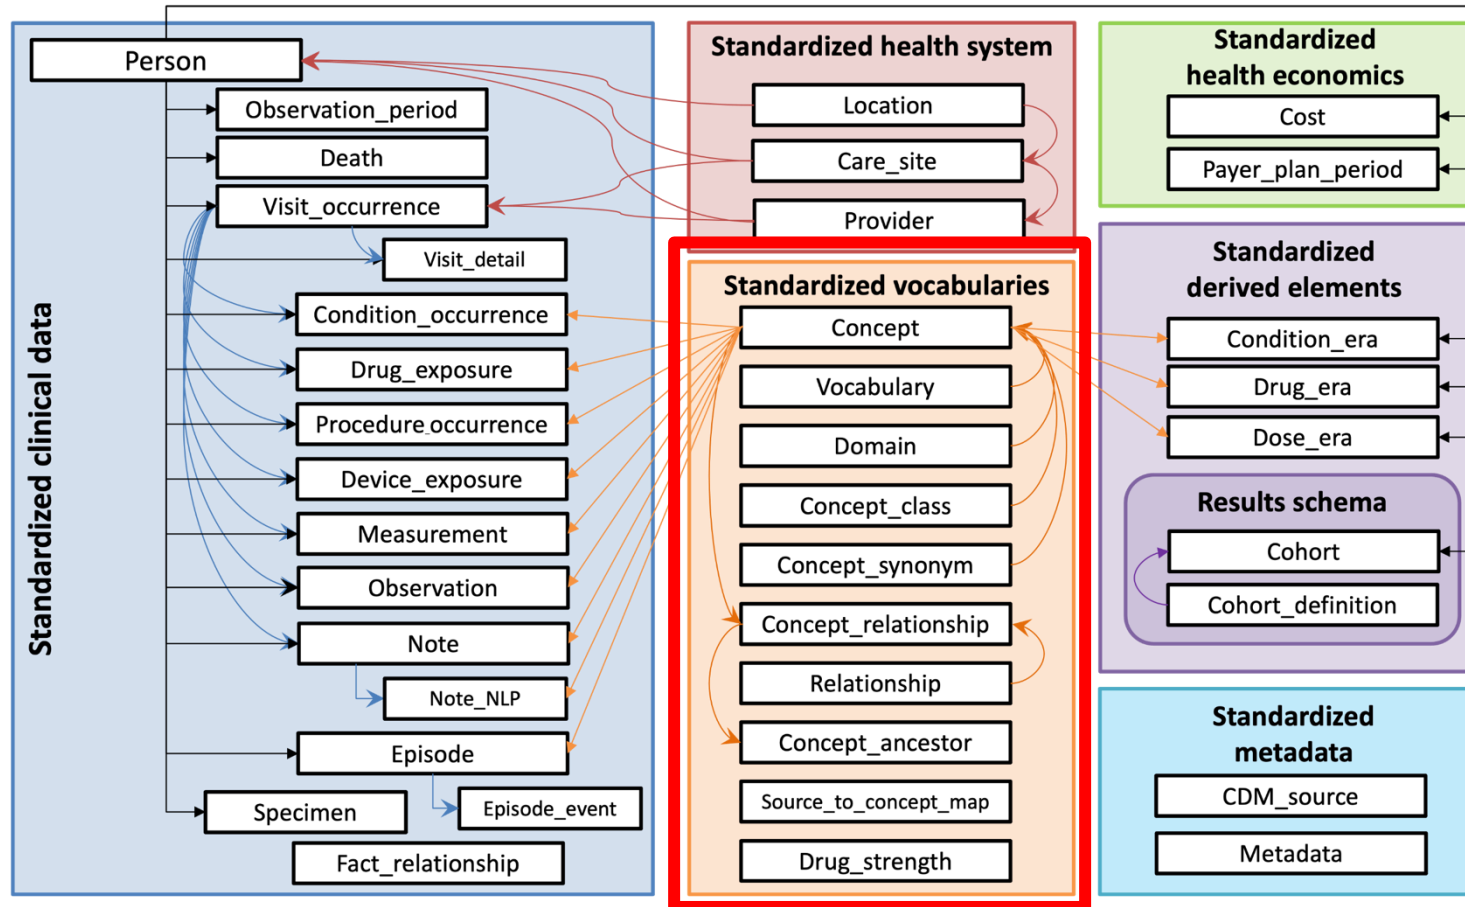 Standardized clinical data
Person
Observation_period
Death
Visit_occurrence
Visit_detail
Condition_occurrence
Drug_exposure
Procedure_occurrence
Device_exposure
Measurement
Observation
Note
Note_NLP
Episode
Episode_event
Specimen
Fact_relationship
Standardized health system
Location
Care_site
Provider
Standardized vocabularies
Concept
Vocabulary
Domain
Concept_class
Concept_synonym
Concept_relationship
Relationship
Concept_ancestor
Source_to_concept_map
Drug_strength
Standardized
health economics
Cost
Payer_plan_period
Standardized
derived elements
Condition_era
Drug_era
Dose_era
Results schema
Cohort
Cohort_definition
Standardized
metadata
CDM_source
Metadata